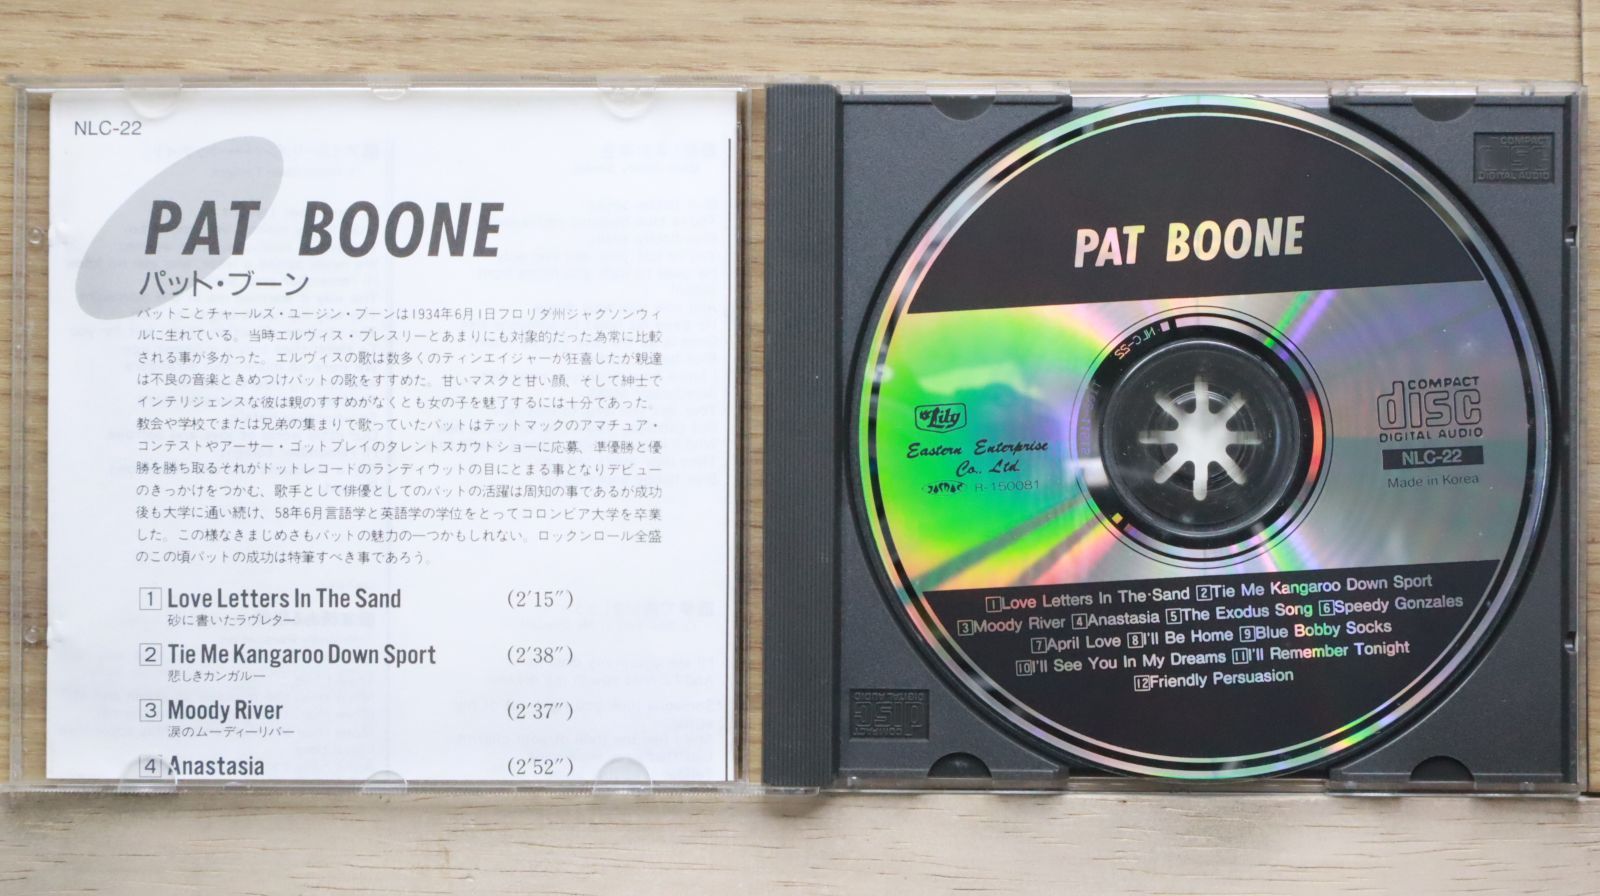 NLC-22
PAT BOONE
パット・ブーン
パットことチャールズ・ユージン・ブーンは1934年6月1日フロリダ州ジャクソンウィ
ルに生れている。当時エルヴィス・プレスリーとあまりにも対象的だった為常に比較
される事が多かった。エルヴィスの歌は数多くのティンエイジャーが狂喜したが親達
は不良の音楽ときめつけパットの歌をすすめた。甘いマスクと甘い顔、そして紳士で
インテリジェンスな彼は親のすすめがなくとも女の子を魅了するには十分であった。
教会や学校でまたは兄弟の集まりで歌っていたパットはテットマックのアマチュア・
コンテストやアーサー・ゴットプレイのタレントスカウトショーに応募、準優勝と優
勝を勝ち取るそれがドットレコードのランディウットの目にとまる事となりデビュー
のきっかけをつかむ、歌手として俳優としてのパットの活躍は周知の事であるが成功
後も大学に通い続け、58年6月言語学と英語学の学位をとってコロンビア大学を卒業
した。この様なきまじめさもパットの魅力の一つかもしれない。ロックンロール全盛
のこの頃パットの成功は特筆すべき事であろう。
1 Love Letters In The Sand (2'15")
砂に書いたラヴレター
2 Tie Me Kangaroo Down Sport (2'38")
悲しきカンガルー
3 Moody River (2'37")
涙のムーディーリバー
4 Anastasia (2'52")
PAT BOONE
NLC-22
Lily
Eastern Enterprise
Co., Ltd.
JASRAC R-150081
COMPACT
disc
DIGITAL AUDIO
NLC-22
Made in Korea
1 Love Letters In The Sand 2 Tie Me Kangaroo Down Sport
3 Moody River 4 Anastasia 5 The Exodus Song 6 Speedy Gonzales
7 April Love 8 I'll Be Home 9 Blue Bobby Socks
10 I'll See You In My Dreams 11 I'll Remember Tonight
12 Friendly Persuasion
COMPACT
disc
DIGITAL AUDIO
COMPACT
disc
DIGITAL AUDIO